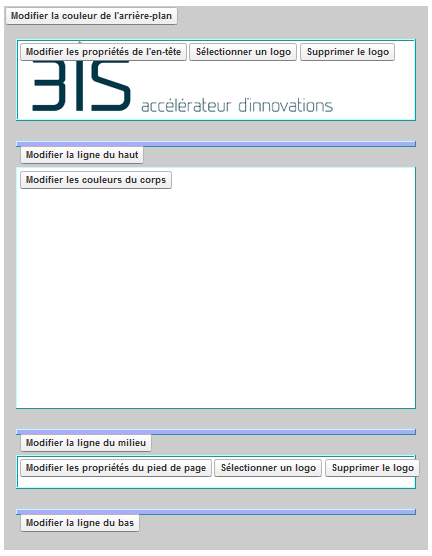 Modifier la couleur de l'arrière-plan
Modifier les propriétés de l'en-tête Sélectionner un logo Supprimer le logo
3IS accélérateur d'innovations
Modifier la ligne du haut
Modifier les couleurs du corps
Modifier la ligne du milieu
Modifier les propriétés du pied de page Sélectionner un logo Supprimer le logo
Modifier la ligne du bas